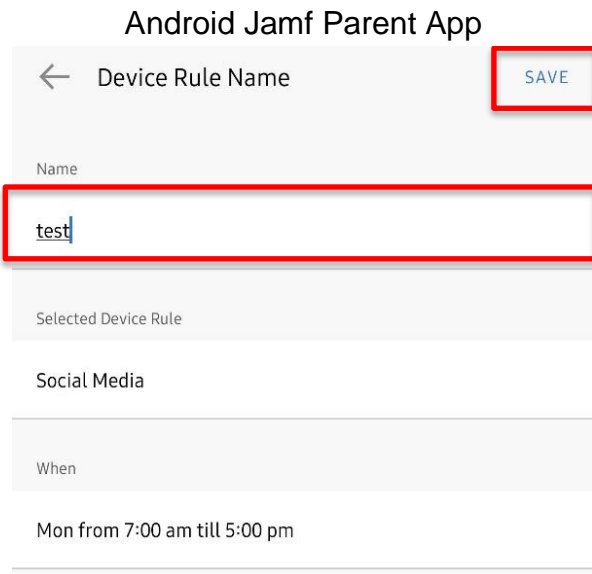 Android Jamf Parent App
Device Rule Name
SAVE
Name
test
Selected Device Rule
Social Media
When
Mon from 7:00 am till 5:00 pm